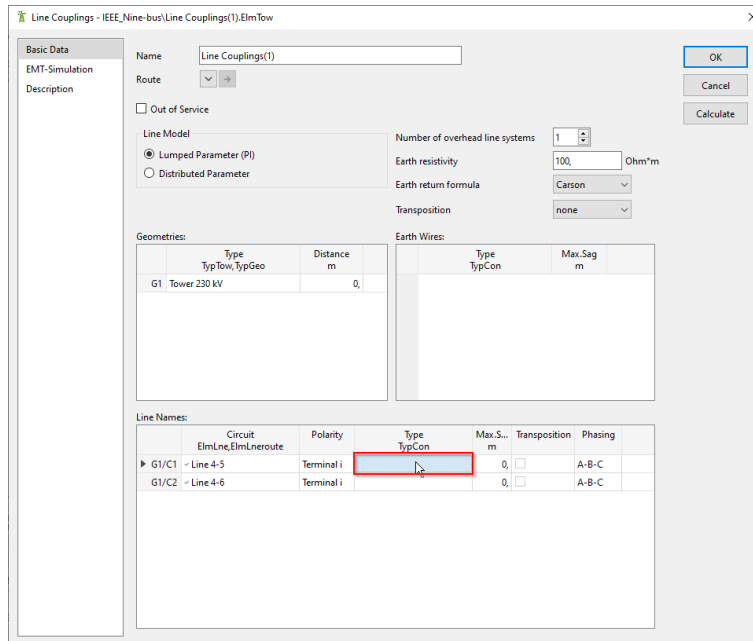 Line Couplings - IEEE_Nine-bus\Line Couplings(1).ElmTow
Basic Data
EMT-Simulation
Description
Name
Line Couplings(1)
Route
Out of Service
Line Model
Lumped Parameter (PI)
Distributed Parameter
Number of overhead line systems
1
Earth resistivity
100,
Ohm*m
Earth return formula
Carson
Transposition
none
OK
Cancel
Calculate
Geometries:
Type
TypTow,TypGeo
Distance
m
G1 Tower 230 kV 0,
Earth Wires:
Type
TypCon
Max.Sag
m
Line Names:
Circuit
ElmLne,ElmLneroute
Polarity
Type
TypCon
Max.S...
m
Transposition
Phasing
G1/C1 Line 4-5 Terminal i 0, A-B-C
G1/C2 Line 4-6 Terminal i 0, A-B-C